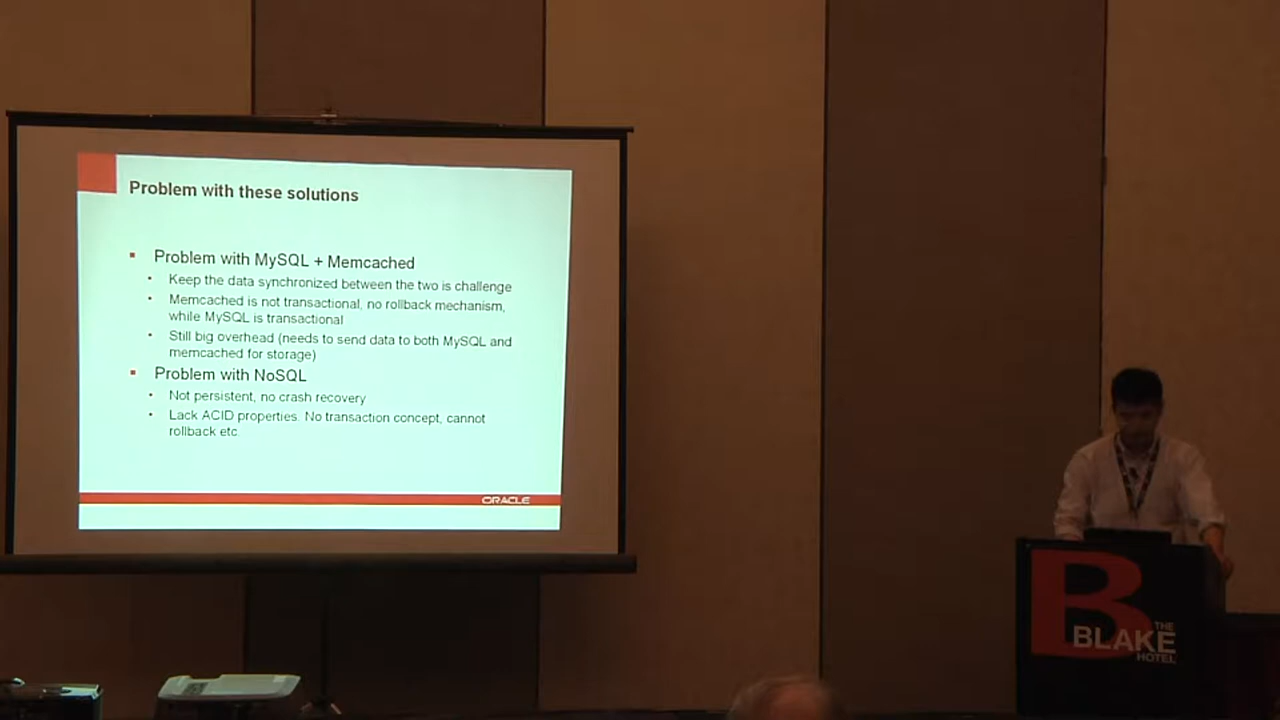 Problem with these solutions
Problem with MySQL + Memcached
Keep the data synchronized between the two is challenge
Memcached is not transactional, no rollback mechanism,
while MySQL is transactional
Still big overhead (needs to send data to both MySQL and
memcached for storage)
Problem with NoSQL
Not persistent, no crash recovery
Lack ACID properties. No transaction concept, cannot
rollback etc.
ORACLE
B
THE
BLAKE
HOTEL